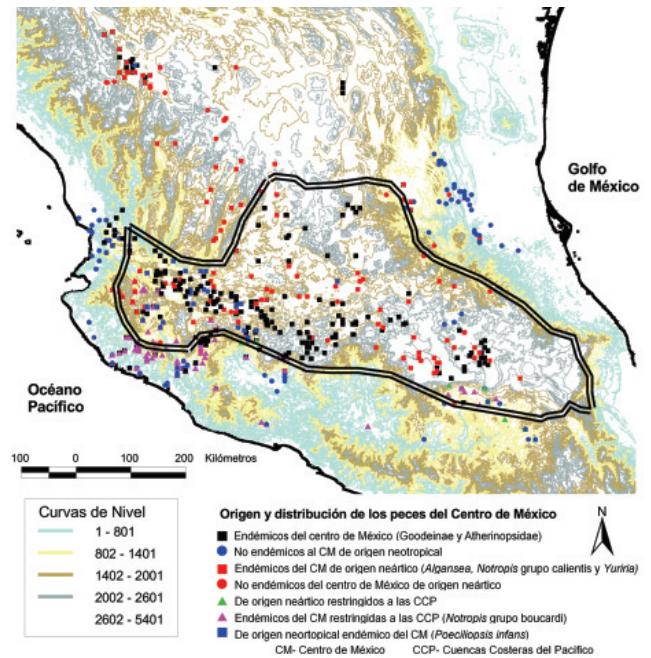 Golfo
de México
Océano
Pacífico
100 0 100 200 Kilómetros
Curvas de Nivel
1 - 801
802 - 1401
1402 - 2001
2002 - 2601
2602 - 5401
Origen y distribución de los peces del Centro de México
N
Endémicos del centro de México (Goodeinae y Atherinopsidae)
No endémicos al CM de origen neotropical
Endémicos del CM de origen neártico (Algansea, Notropis grupo calientis y Yuriria)
No endémicos del centro de México de origen neártico
De origen neártico restringidos a las CCP
Endémicos del CM restringidas a las CCP (Notropis grupo boucardi)
De origen neortopical endémico del CM (Poeciliopsis infans)
CM- Centro de México CCP- Cuencas Costeras del Pacífico